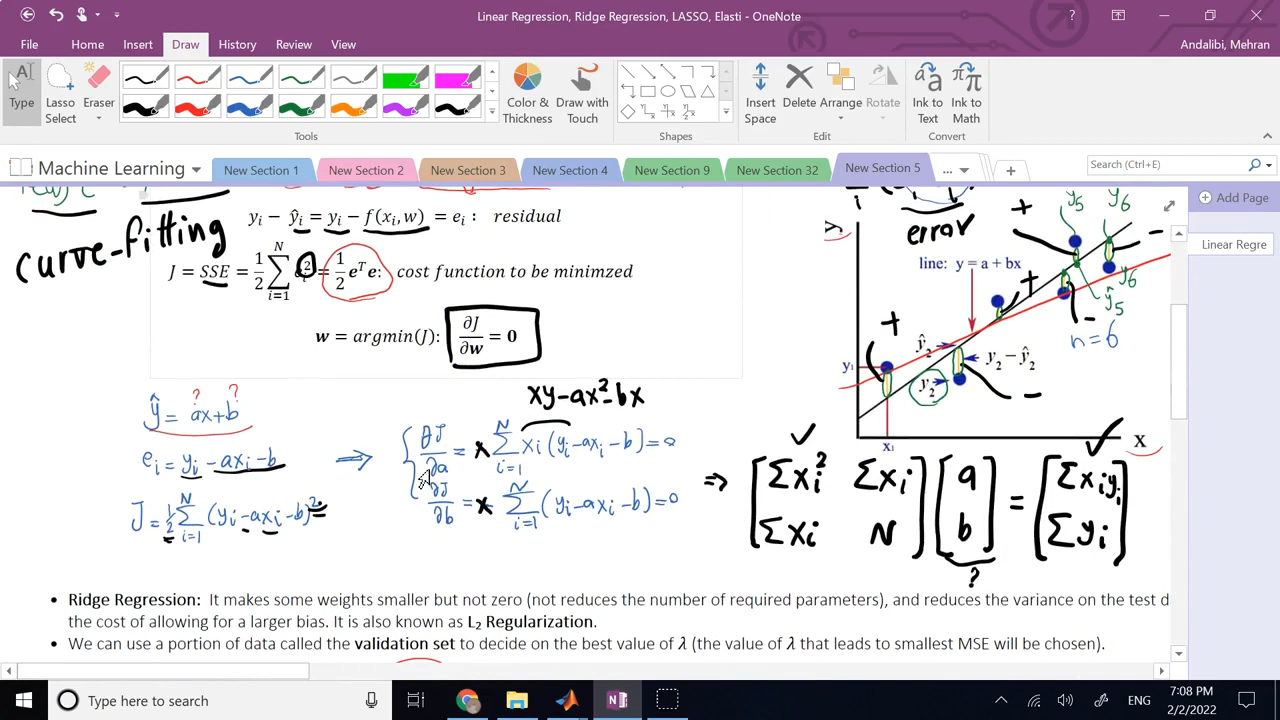 Linear Regression, Ridge Regression, LASSO, Elasti - OneNote
Andalibi, Mehran
File Home Insert Draw History Review View
Type
Lasso Select
Eraser
Color & Thickness
Draw with Touch
Insert Space
Delete
Arrange
Rotate
Ink to Text
Ink to Math
Tools
Shapes
Edit
Convert
Machine Learning
New Section 1
New Section 2
New Section 3
New Section 4
New Section 9
New Section 32
New Section 5
...
Search (Ctrl+E)
Add Page
Linear Regre
yᵢ − ŷᵢ = yᵢ − f(xᵢ, w) = eᵢ : residual
curve-fitting
J = SSE = 1/2 ∑ᵢ₌₁ᴺ = 1/2 eᵀe: cost function to be minimzed
w = argmin(J): ∂J/∂w = 0
error
y₅ y₆
line: y = a + bx
y₆
ŷ₅
n = 6
ŷ₂
y₂ − ŷ₂
y₂
y₁
x₁
x
+ + + − − −
? ?
ŷ = ax+b
eᵢ = yᵢ − axᵢ − b
J = 1/2 ∑ᵢ₌₁ᴺ (yᵢ − axᵢ − b)²
xy − ax² − bx
⇒ ∂J/∂a = ∑ᵢ₌₁ᴺ xᵢ(yᵢ − axᵢ − b) = 0
∂J/∂b = ∑ᵢ₌₁ᴺ (yᵢ − axᵢ − b) = 0
⇒ [∑xᵢ² ∑xᵢ] [a] = [∑xᵢyᵢ]
[∑xᵢ N] [b] [∑yᵢ]
?
• Ridge Regression: It makes some weights smaller but not zero (not reduces the number of required parameters), and reduces the variance on the test d
the cost of allowing for a larger bias. It is also known as L₂ Regularization.
• We can use a portion of data called the validation set to decide on the best value of λ (the value of λ that leads to smallest MSE will be chosen).
Type here to search
ENG
7:08 PM
2/2/2022